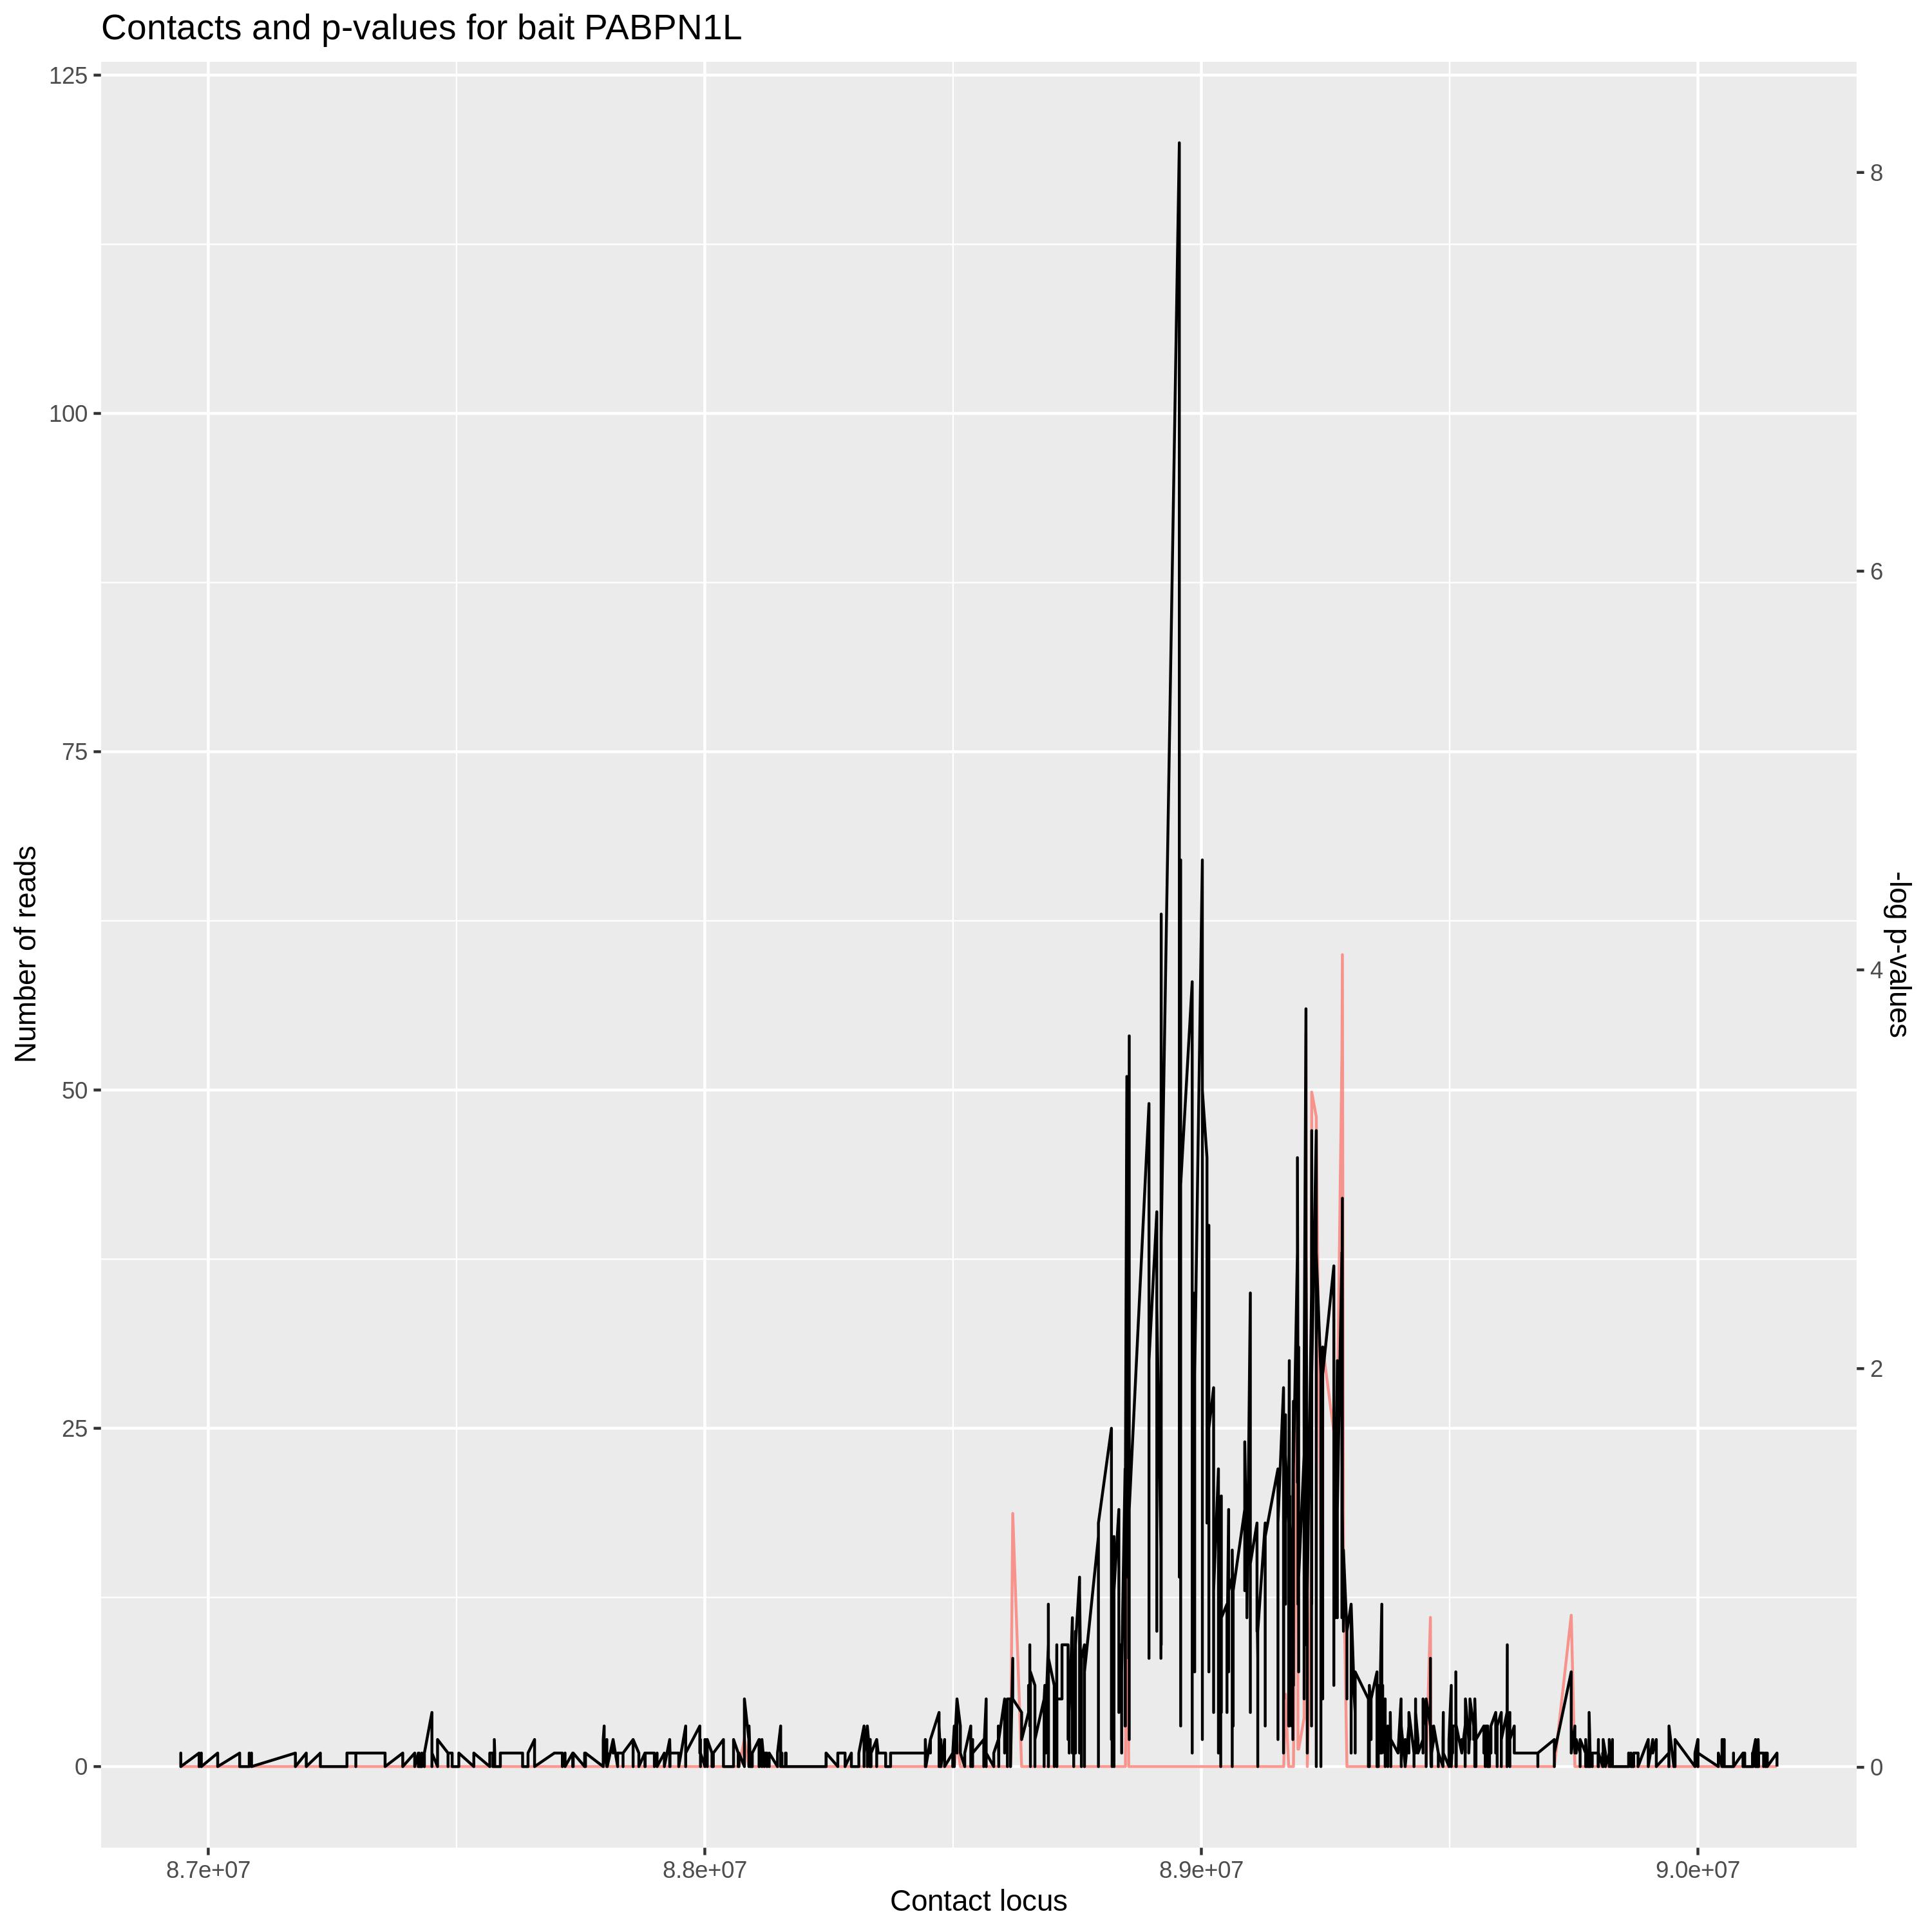 Contacts and p-values for bait PABPN1L
125
100
75
50
25
0
Number of reads
8
6
4
2
0
-log p-values
8.7e+07
8.8e+07
8.9e+07
9.0e+07
Contact locus